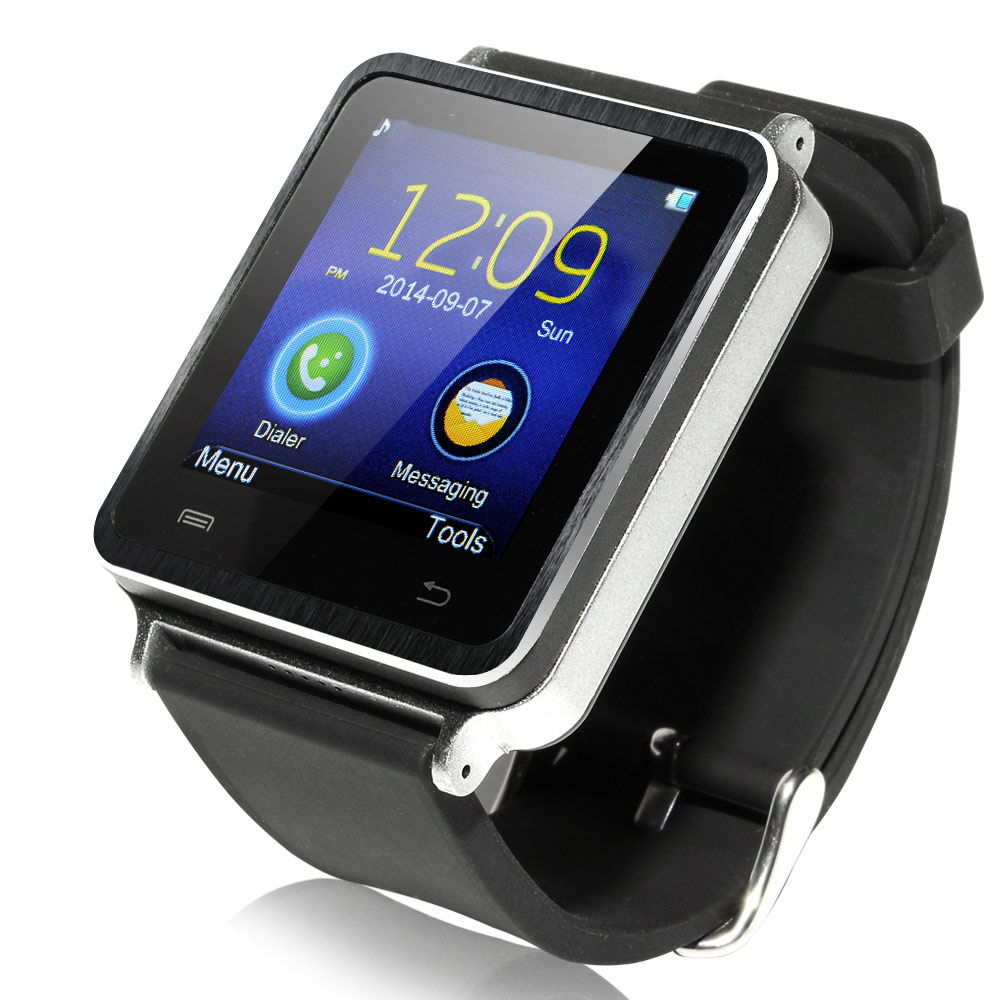 12:09
PM
2014-09-07
Sun
Dialer
Messaging
Menu
Tools